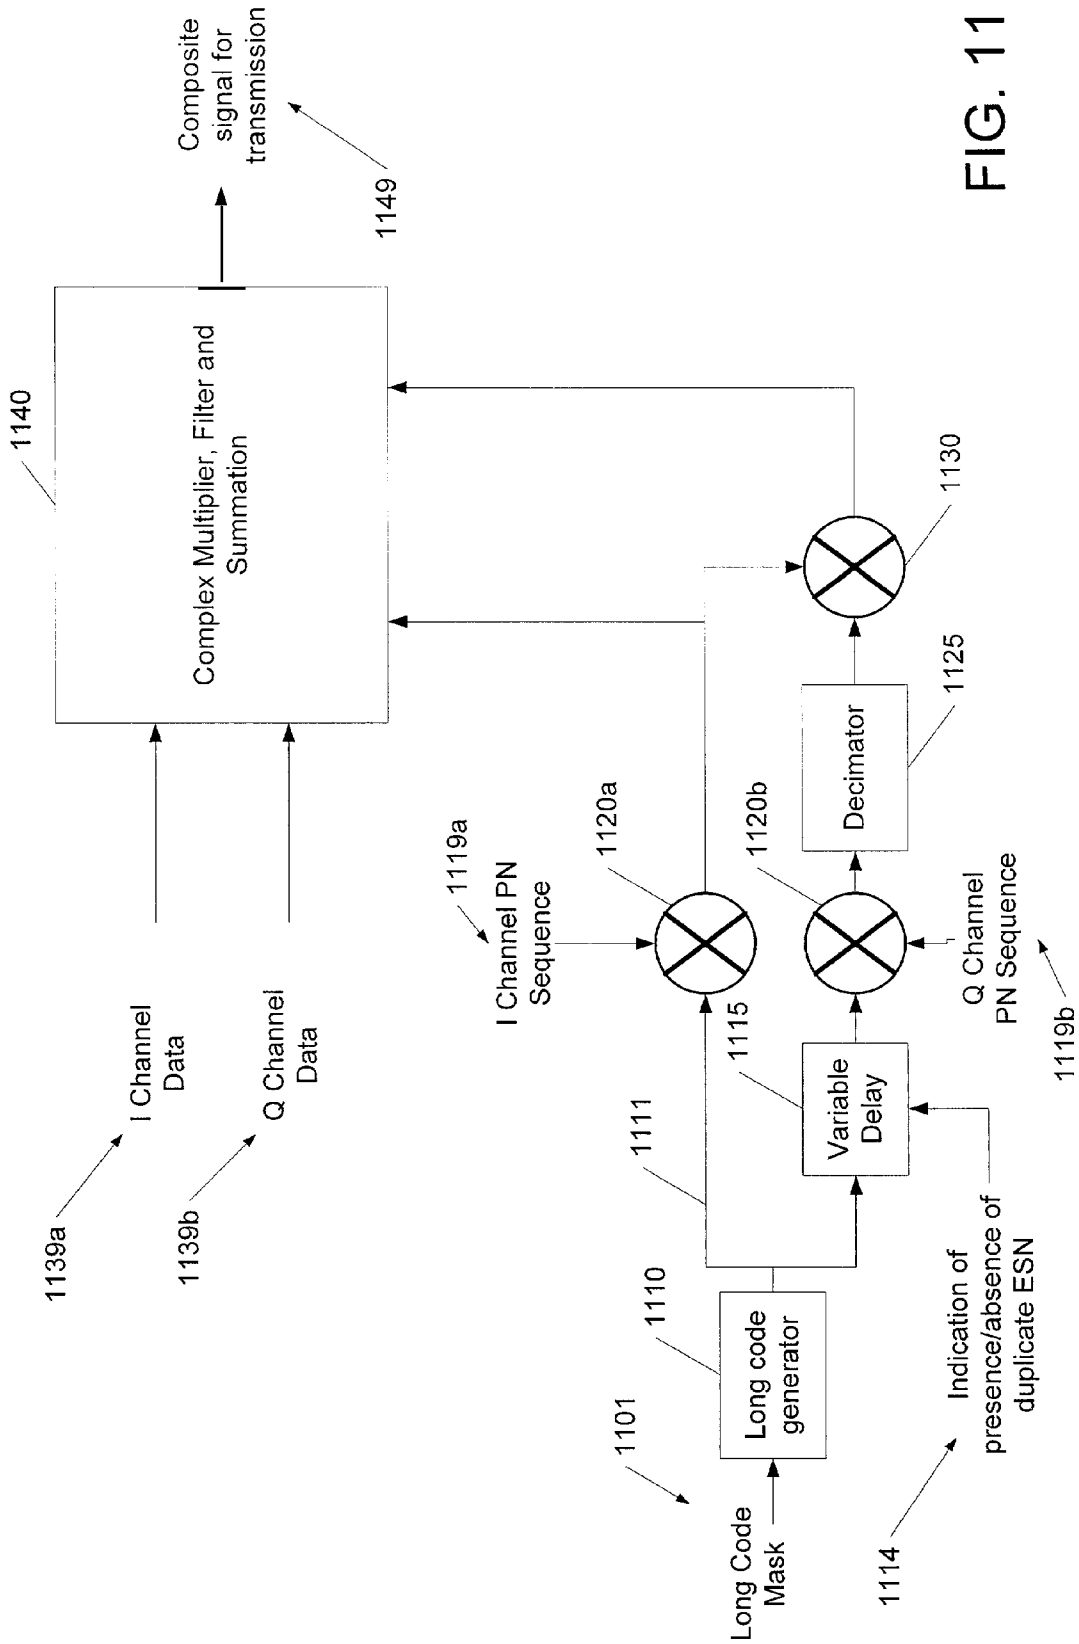 1140
Complex Multiplier, Filter and
Summation
Composite
signal for
transmission
1149
1139a
I Channel
Data
1139b
Q Channel
Data
1119a
I Channel PN
Sequence
1120a
1101
Long Code
Mask
1110
Long code
generator
1111
1115
Variable
Delay
1114
Indication of
presence/absence of
duplicate ESN
1120b
Q Channel
PN Sequence
1119b
Decimator
1125
1130
FIG. 11